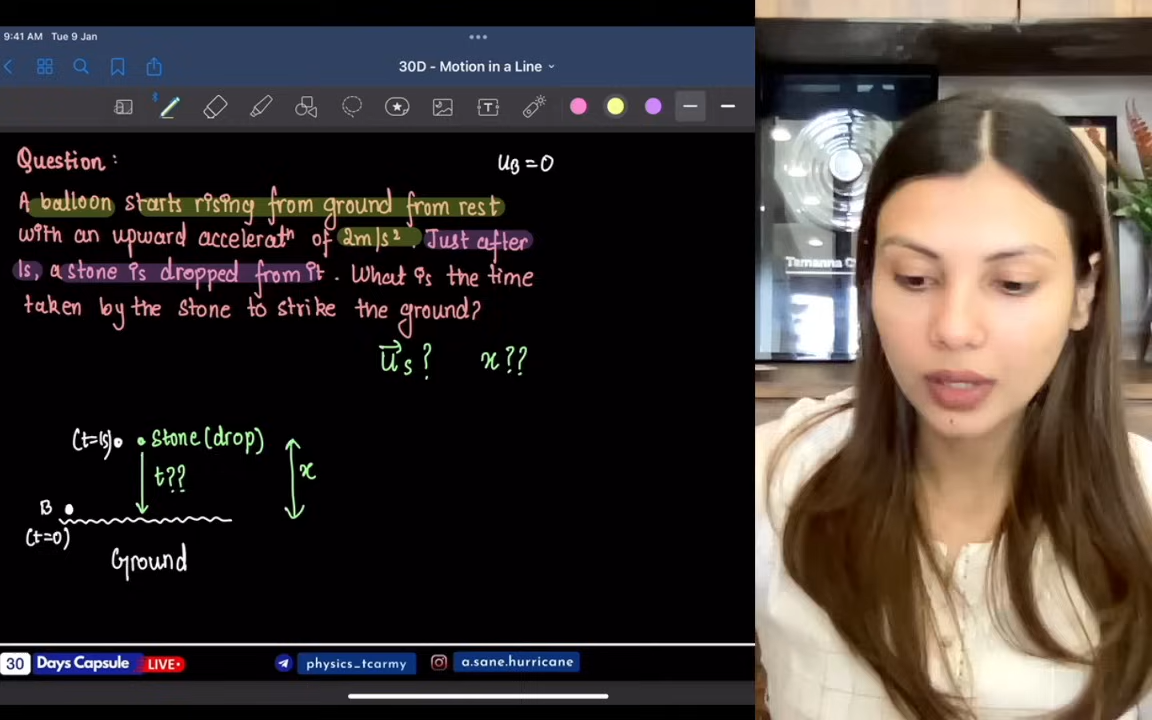 9:41 AM Tue 9 Jan
30D - Motion in a Line
Question:
uB = 0
A balloon starts rising from ground from rest
with an upward acceleratⁿ of 2m/s². Just after
1s, a stone is dropped from it. What is the time
taken by the stone to strike the ground?
u⃗s? x??
(t=1s) Stone (drop)
t?? x
B
(t=0)
Ground
30 Days Capsule LIVE
physics_tcarmy
a.sane.hurricane